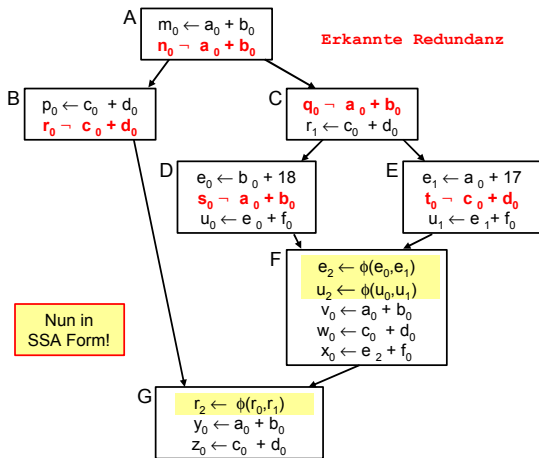 A
m₀ ← a₀ + b₀
n₀ ¬ a₀ + b₀
Erkannte Redundanz
B
p₀ ← c₀ + d₀
r₀ ¬ c₀ + d₀
C
q₀ ¬ a₀ + b₀
r₁ ← c₀ + d₀
D
e₀ ← b₀ + 18
s₀ ¬ a₀ + b₀
u₀ ← e₀ + f₀
E
e₁ ← a₀ + 17
t₀ ¬ c₀ + d₀
u₁ ← e₁ + f₀
F
e₂ ← ϕ(e₀,e₁)
u₂ ← ϕ(u₀,u₁)
v₀ ← a₀ + b₀
w₀ ← c₀ + d₀
x₀ ← e₂ + f₀
Nun in
SSA Form!
G
r₂ ← ϕ(r₀,r₁)
y₀ ← a₀ + b₀
z₀ ← c₀ + d₀